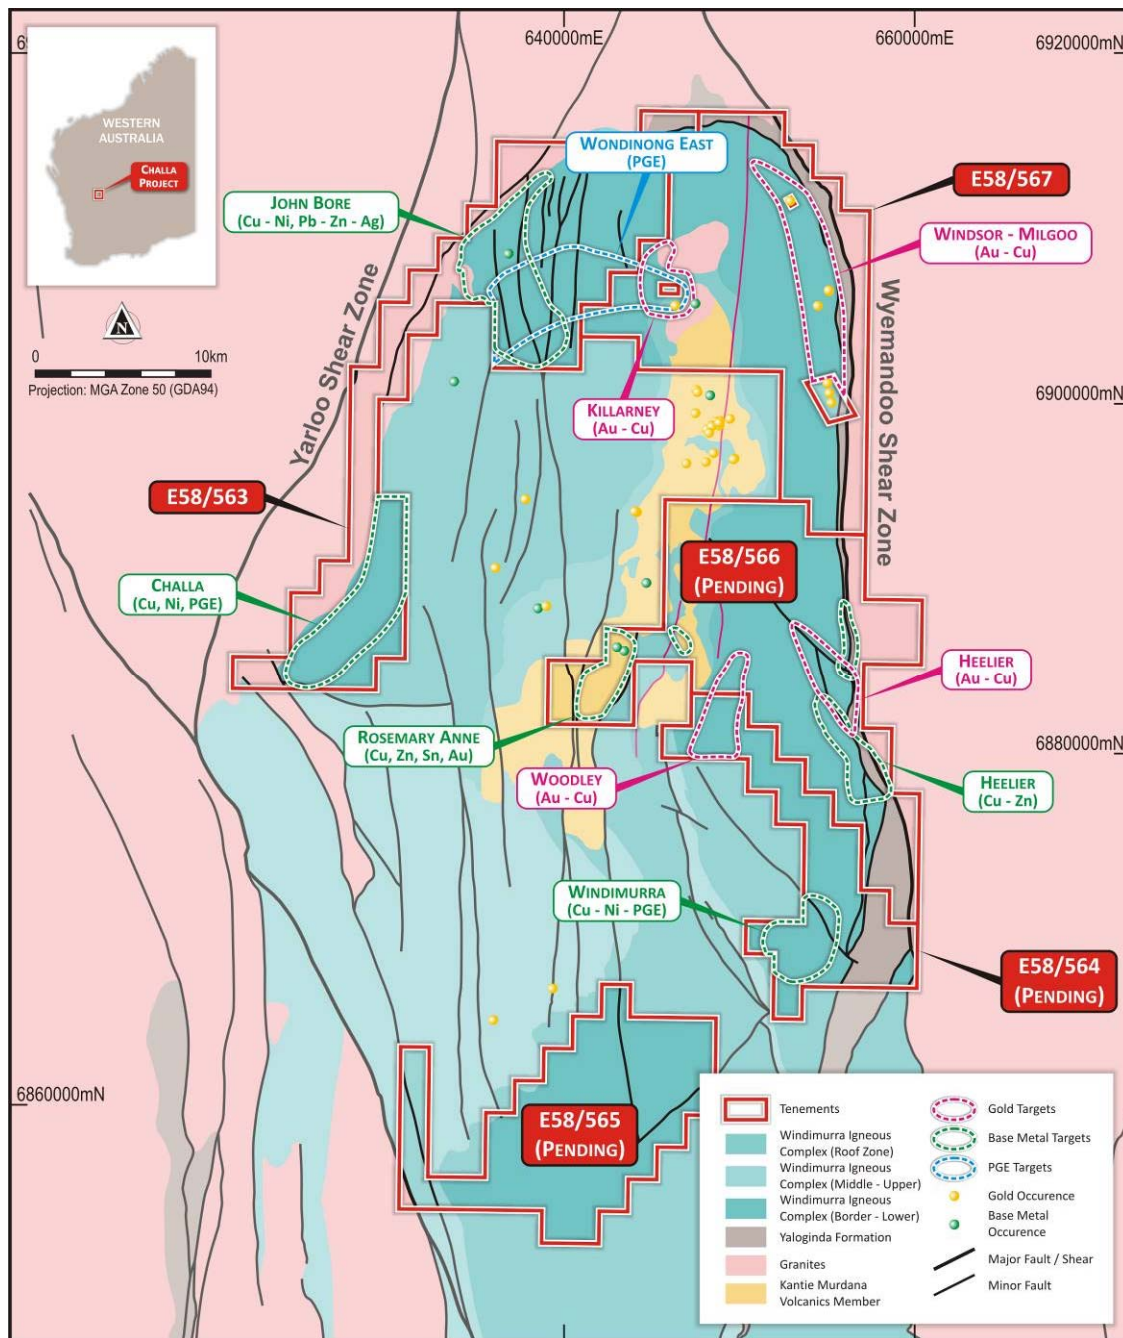 640000mE
660000mE
6920000mN
WESTERN
AUSTRALIA
CHALLA
PROJECT
N
0 10km
Projection: MGA Zone 50 (GDA94)
WONDINONG EAST
(PGE)
JOHN BORE
(Cu - Ni, Pb - Zn - Ag)
E58/567
WINDSOR - MILGOO
(Au - Cu)
Yarloo Shear Zone
Wyemandoo Shear Zone
KILLARNEY
(Au - Cu)
6900000mN
E58/563
E58/566
(PENDING)
CHALLA
(Cu, Ni, PGE)
HEELIER
(Au - Cu)
ROSEMARY ANNE
(Cu, Zn, Sn, Au)
6880000mN
WOODLEY
(Au - Cu)
HEELIER
(Cu - Zn)
WINDIMURRA
(Cu - Ni - PGE)
E58/564
(PENDING)
6860000mN
E58/565
(PENDING)
Tenements
Windimurra Igneous
Complex (Roof Zone)
Windimurra Igneous
Complex (Middle - Upper)
Windimurra Igneous
Complex (Border - Lower)
Yaloginda Formation
Granites
Kantie Murdana
Volcanics Member
Gold Targets
Base Metal Targets
PGE Targets
Gold Occurence
Base Metal
Occurence
Major Fault / Shear
Minor Fault